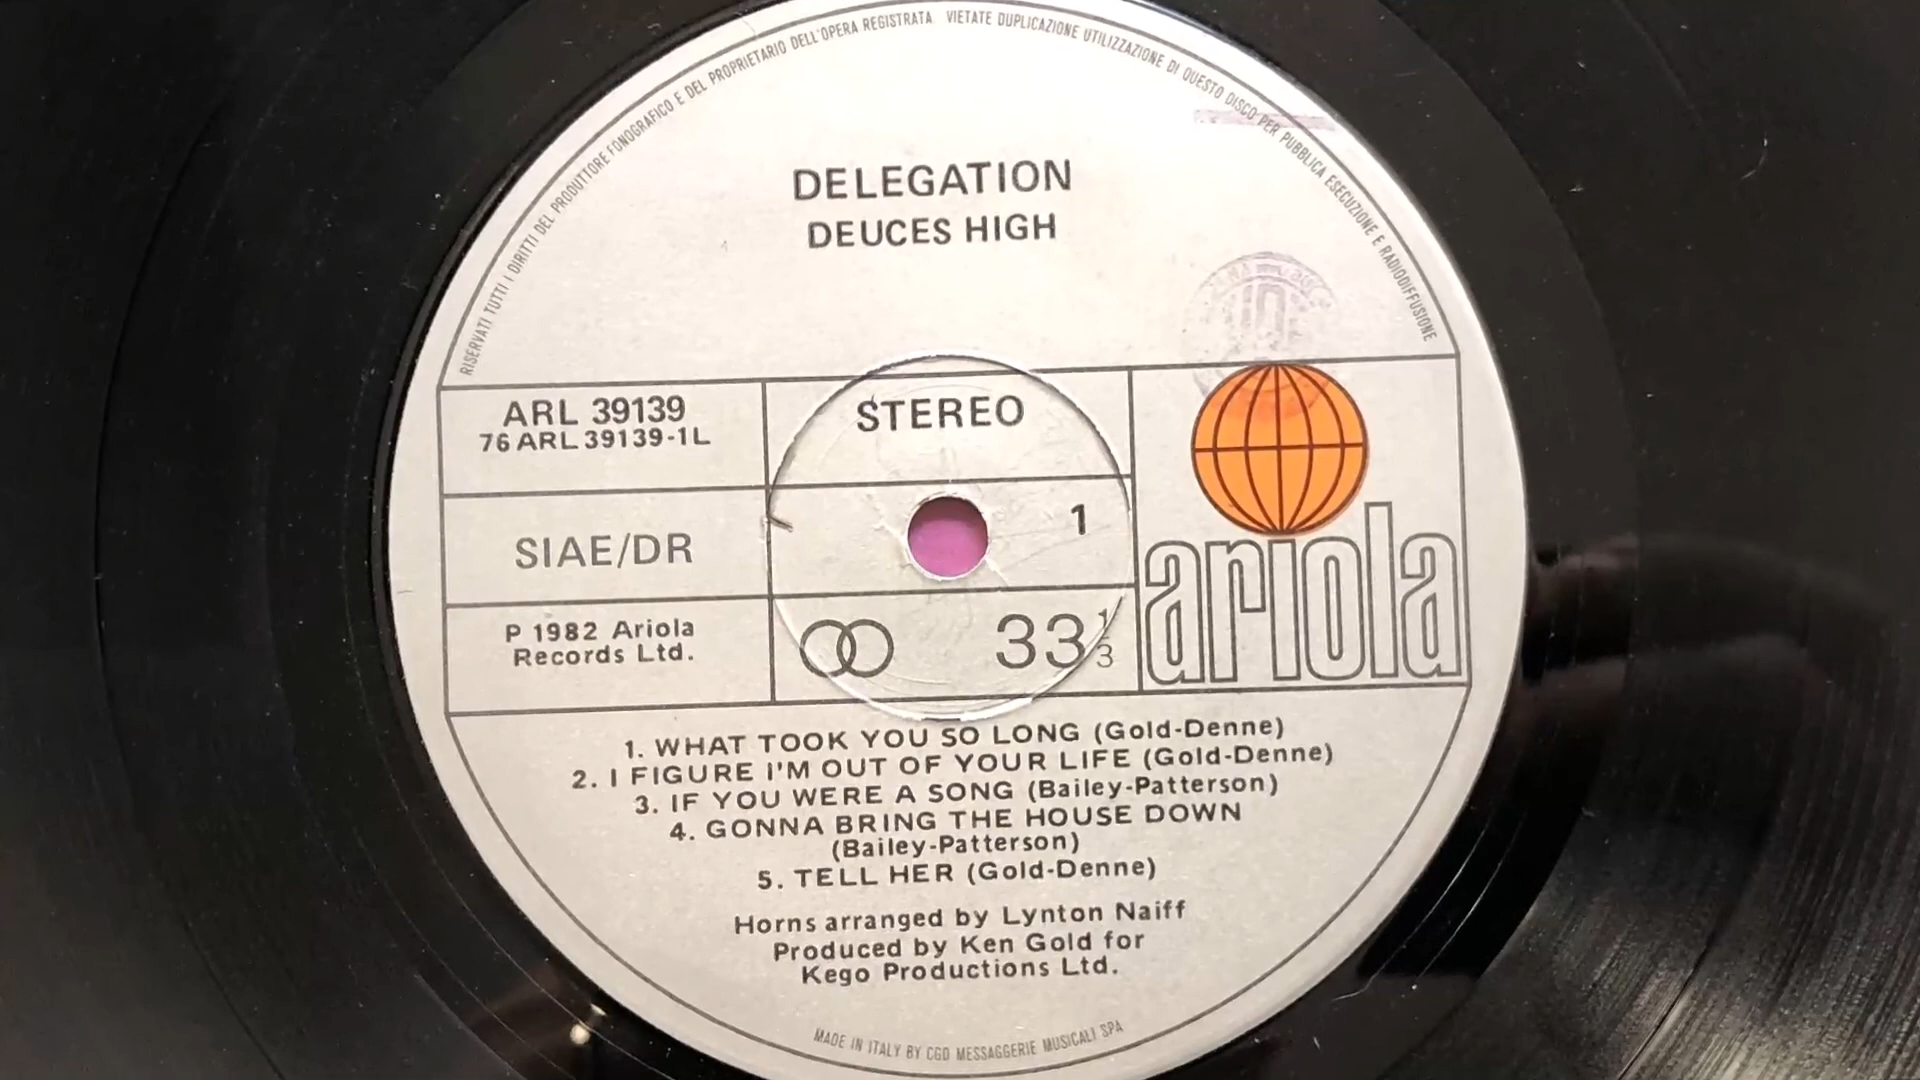 RISERVATI TUTTI I DIRITTI DEL PRODUTTORE FONOGRAFICO E DEL PROPRIETARIO DELL'OPERA REGISTRATA VIETATE DUPLICAZIONE UTILIZZAZIONE DI QUESTO DISCO PER PUBBLICA ESECUZIONE E RADIODIFFUSIONE
DELEGATION
DEUCES HIGH
ARL 39139
76 ARL 39139-1L
STEREO
SIAE/DR
1
P 1982 Ariola
Records Ltd.
33 1/3
ariola
1. WHAT TOOK YOU SO LONG (Gold-Denne)
2. I FIGURE I'M OUT OF YOUR LIFE (Gold-Denne)
3. IF YOU WERE A SONG (Bailey-Patterson)
4. GONNA BRING THE HOUSE DOWN
(Bailey-Patterson)
5. TELL HER (Gold-Denne)
Horns arranged by Lynton Naiff
Produced by Ken Gold for
Kego Productions Ltd.
MADE IN ITALY BY CGD MESSAGGERIE MUSICALI SPA